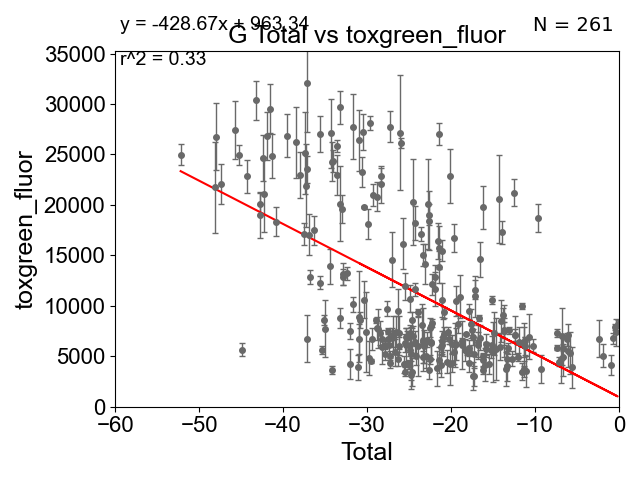 y = -428.67x + 963.34
G Total vs toxgreen_fluor
N = 261
r^2 = 0.33
toxgreen_fluor
35000
30000
25000
20000
15000
10000
5000
0
−60 −50 −40 −30 −20 −10 0
Total